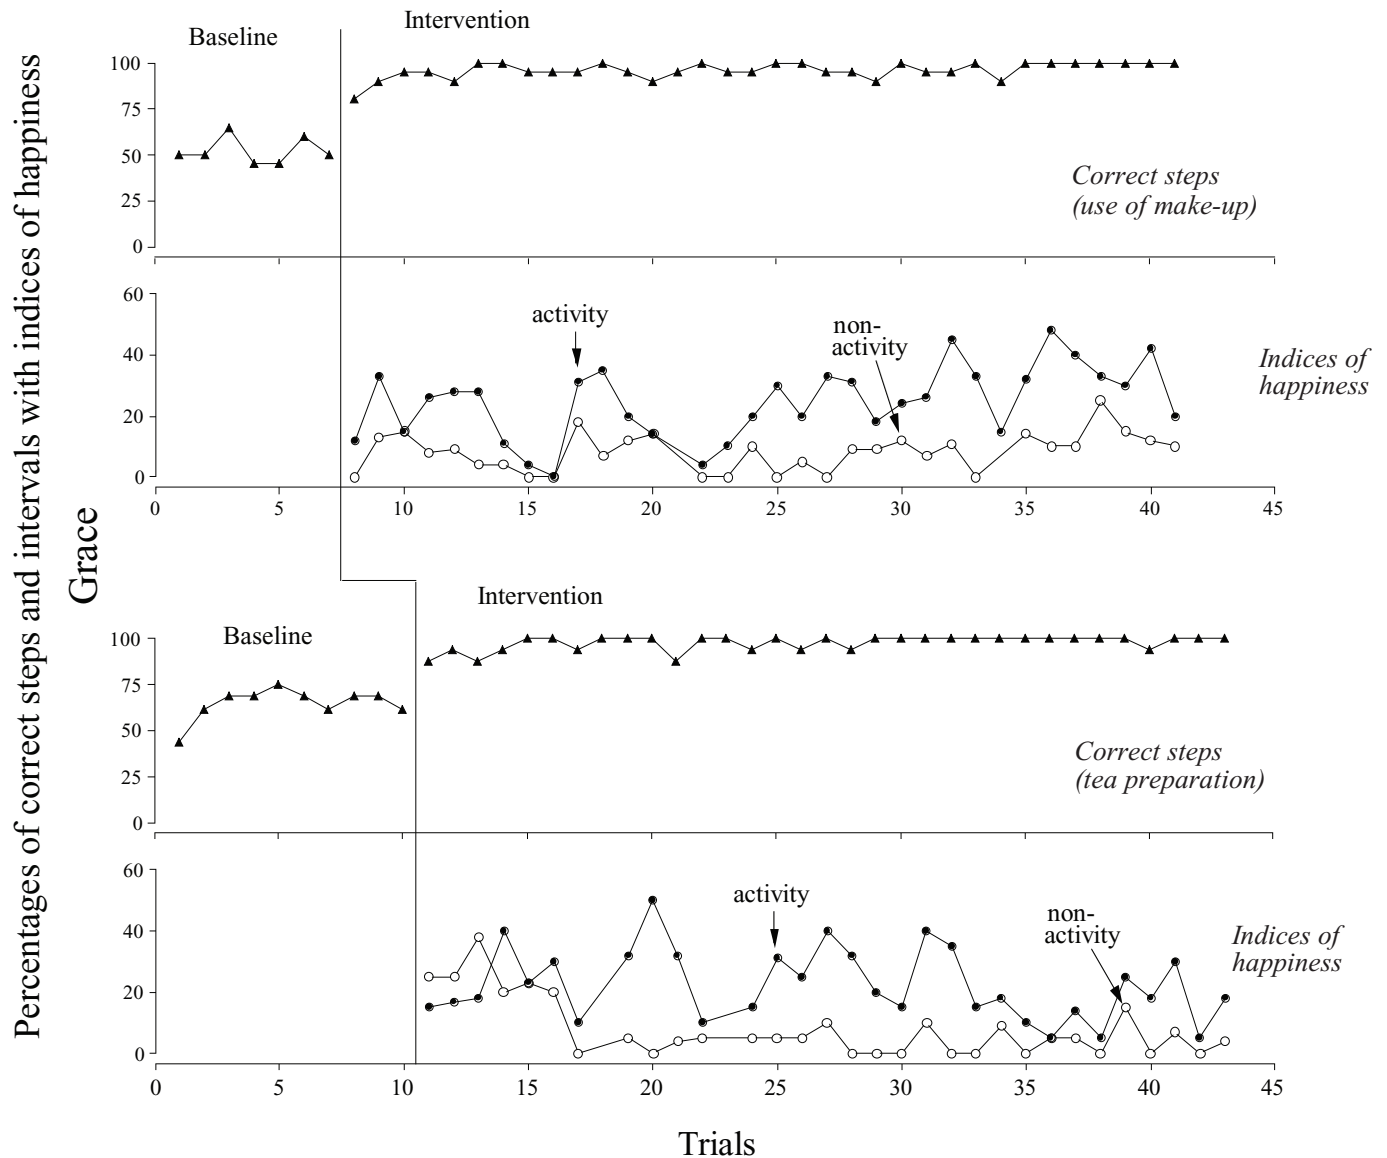 Percentages of correct steps and intervals with indices of happiness
Grace
Baseline
Intervention
100
75
50
25
0
Correct steps
(use of make-up)
60
40
20
0
activity
non-
activity
Indices of
happiness
0 5 10 15 20 25 30 35 40 45
Baseline
Intervention
100
75
50
25
0
Correct steps
(tea preparation)
60
40
20
0
activity
non-
activity
Indices of
happiness
0 5 10 15 20 25 30 35 40 45
Trials